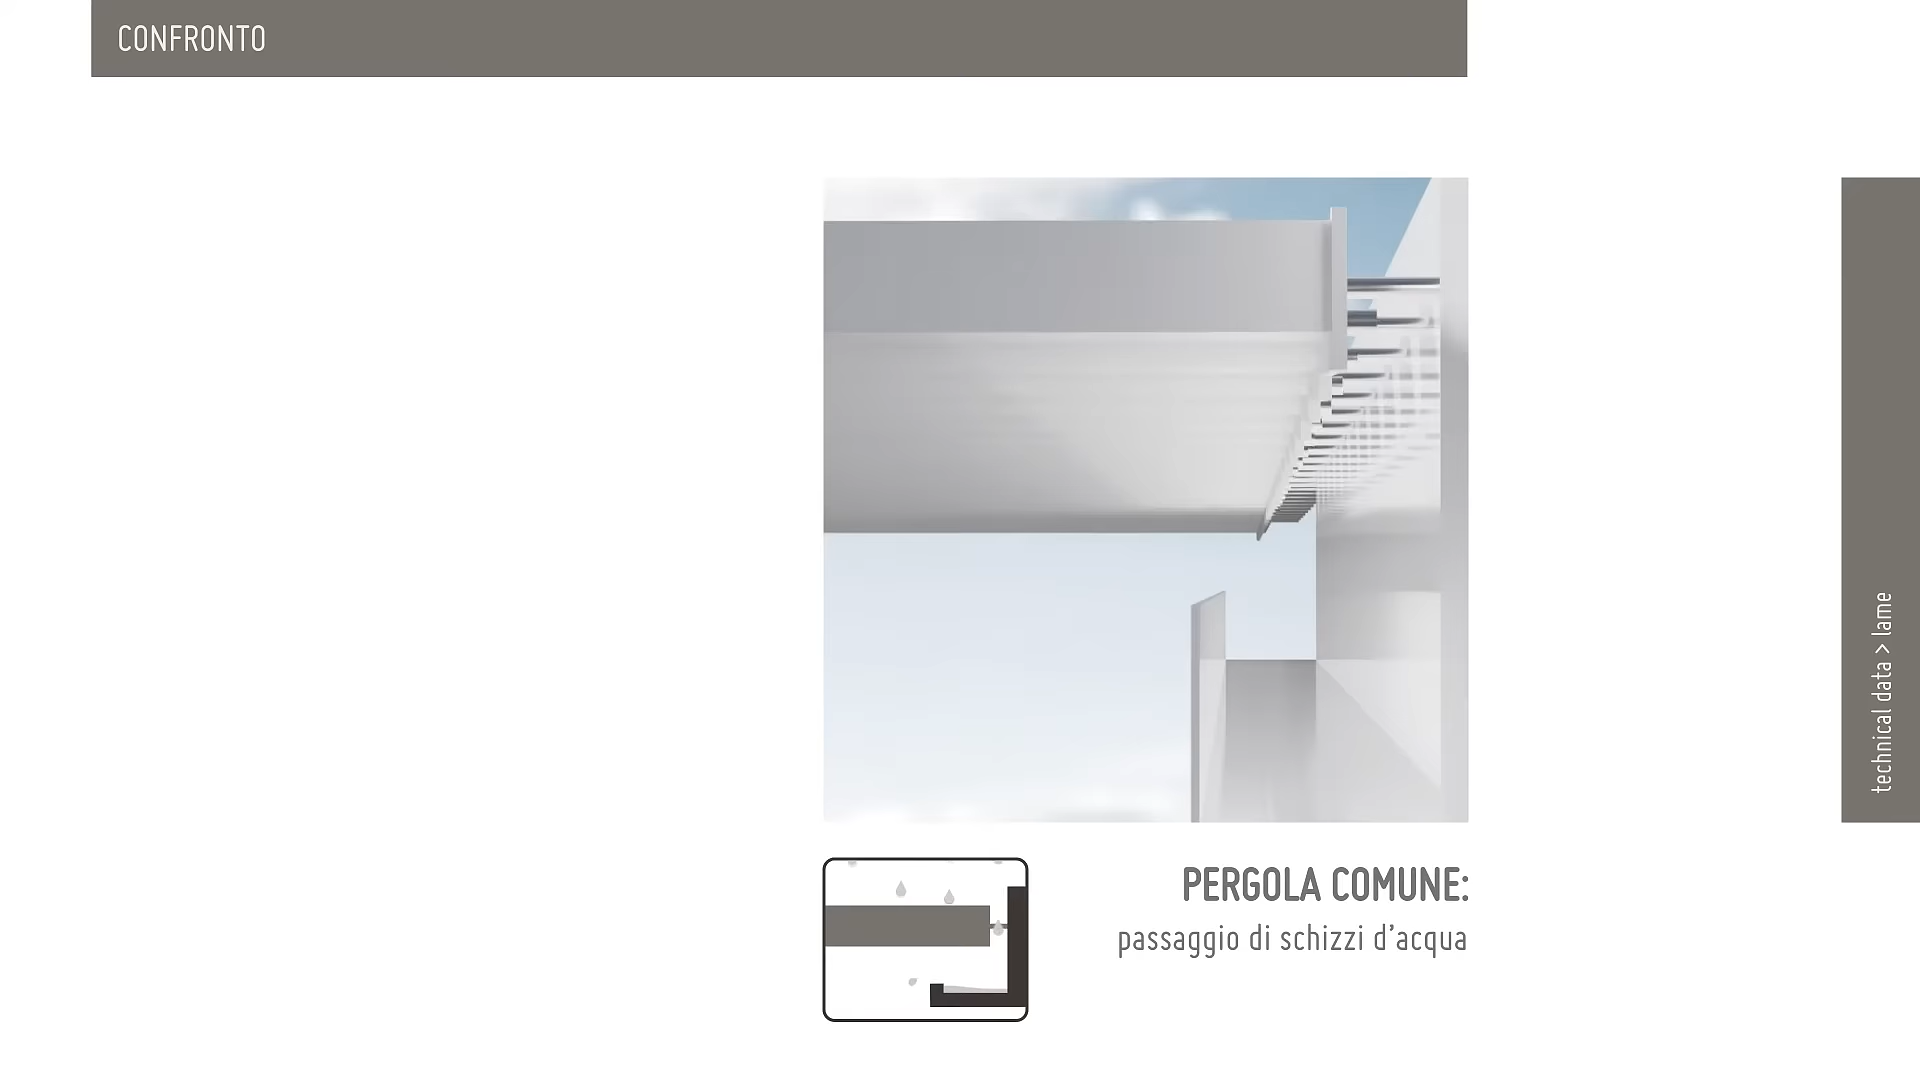 CONFRONTO
PERGOLA COMUNE:
passaggio di schizzi d’acqua
technical data > lame